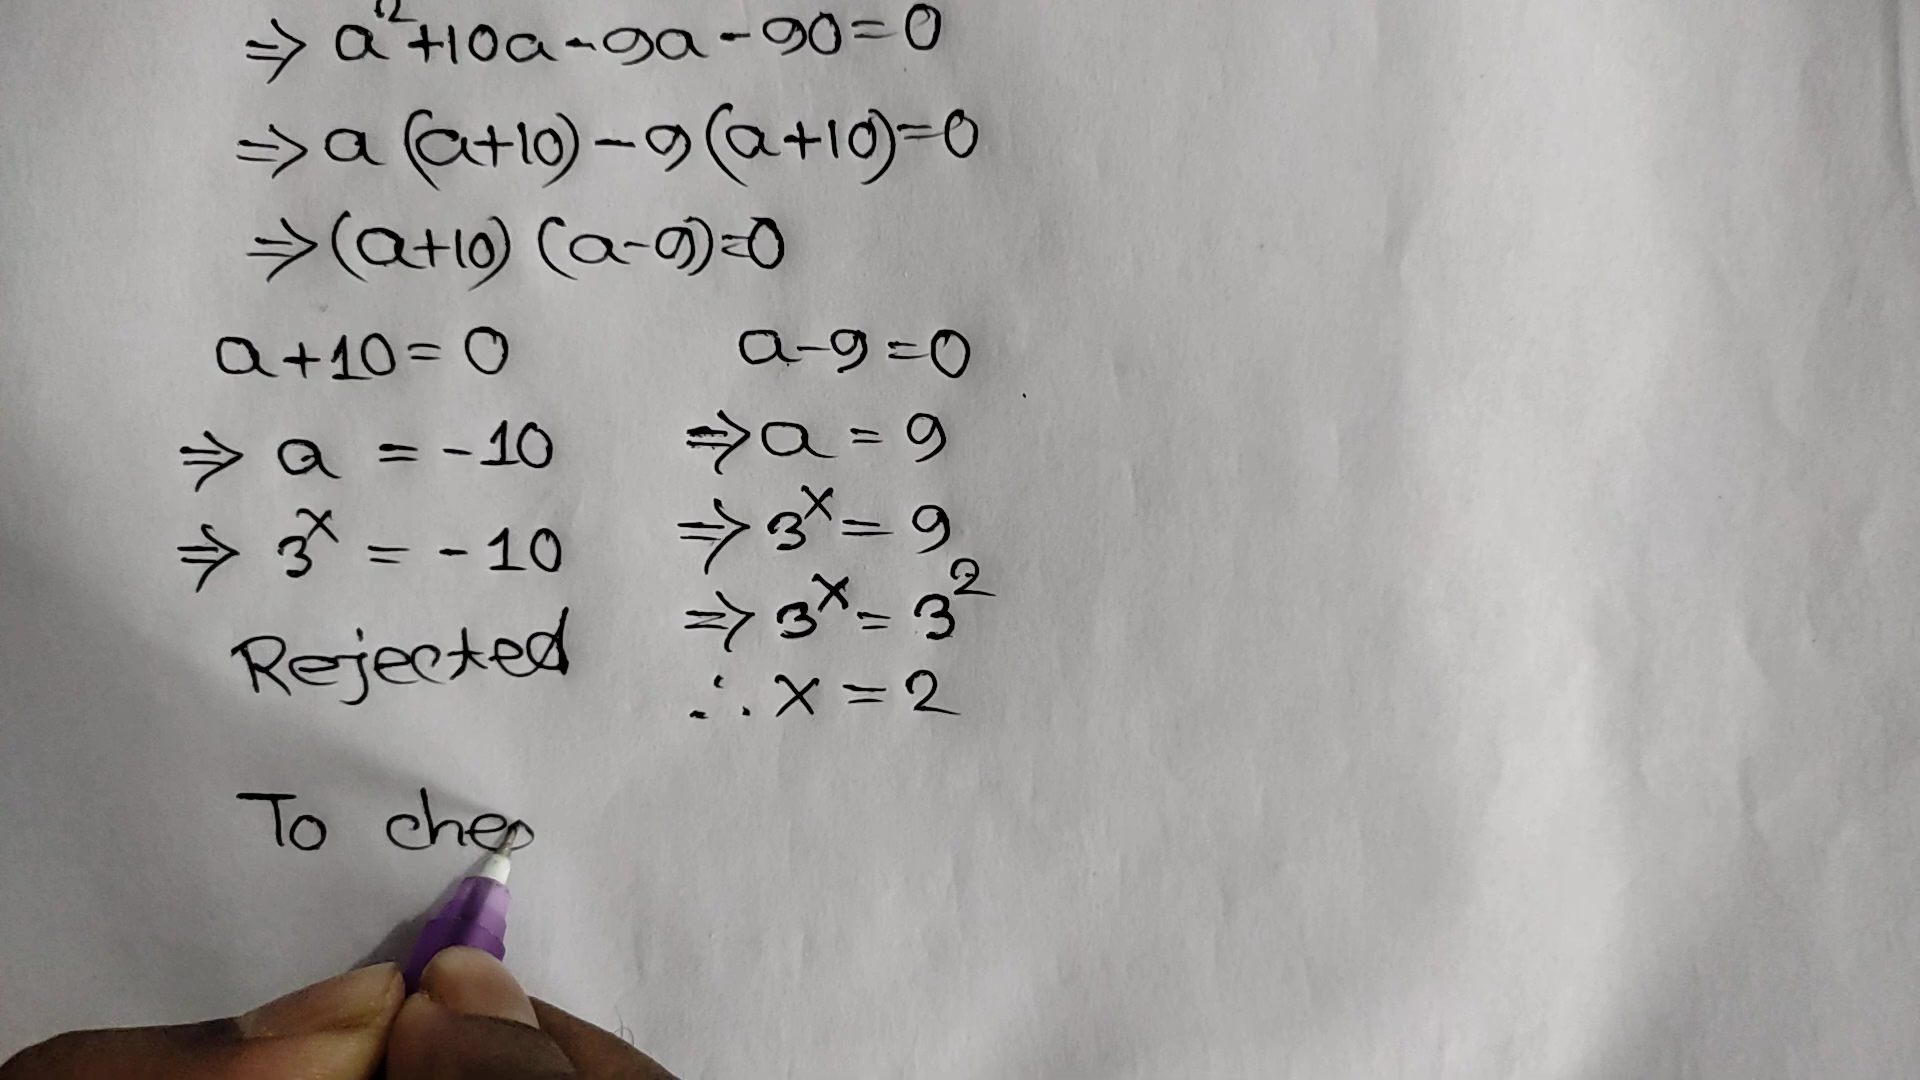 ⇒ a²+10a-9a-90=0
⇒ a(a+10)-9(a+10)=0
⇒ (a+10)(a-9)=0
a+10=0
⇒ a = -10
⇒ 3ˣ = -10
Rejected
a-9=0
⇒ a = 9
⇒ 3ˣ = 9
⇒ 3ˣ = 3²
∴ x = 2
To che